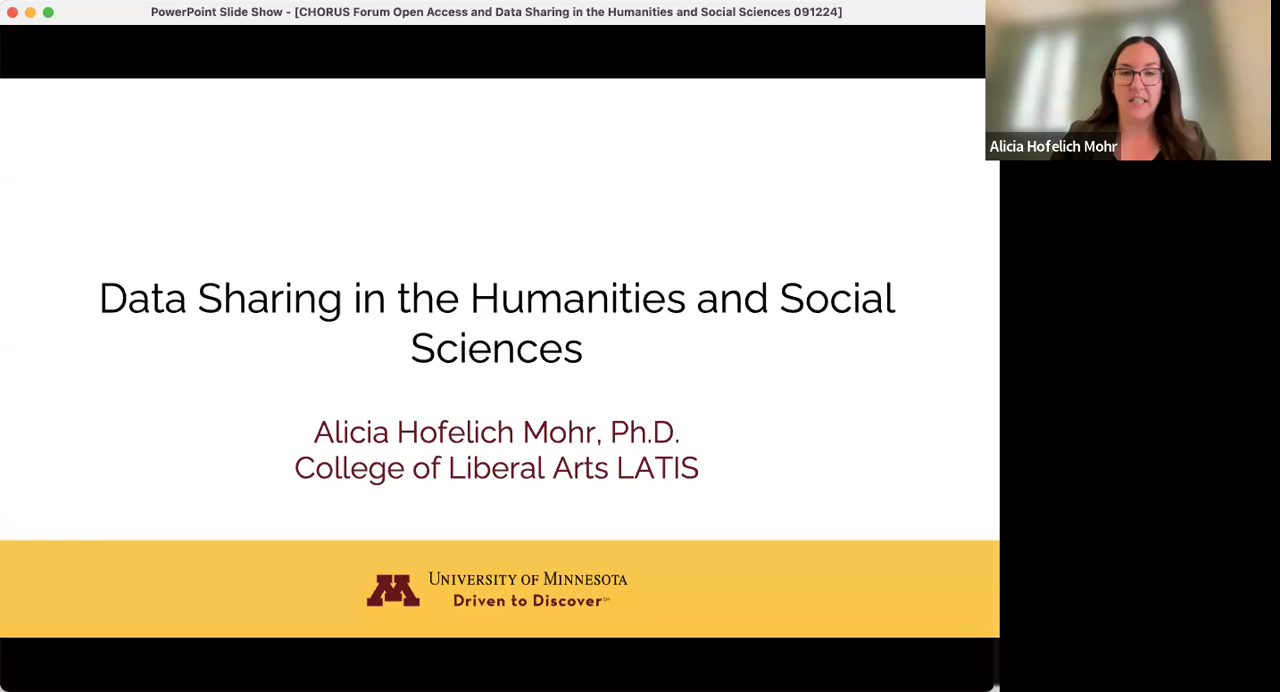 PowerPoint Slide Show - [CHORUS Forum Open Access and Data Sharing in the Humanities and Social Sciences 091224]
Alicia Hofelich Mohr
Data Sharing in the Humanities and Social
Sciences
Alicia Hofelich Mohr, Ph.D.
College of Liberal Arts LATIS
M
UNIVERSITY OF MINNESOTA
Driven to Discover℠